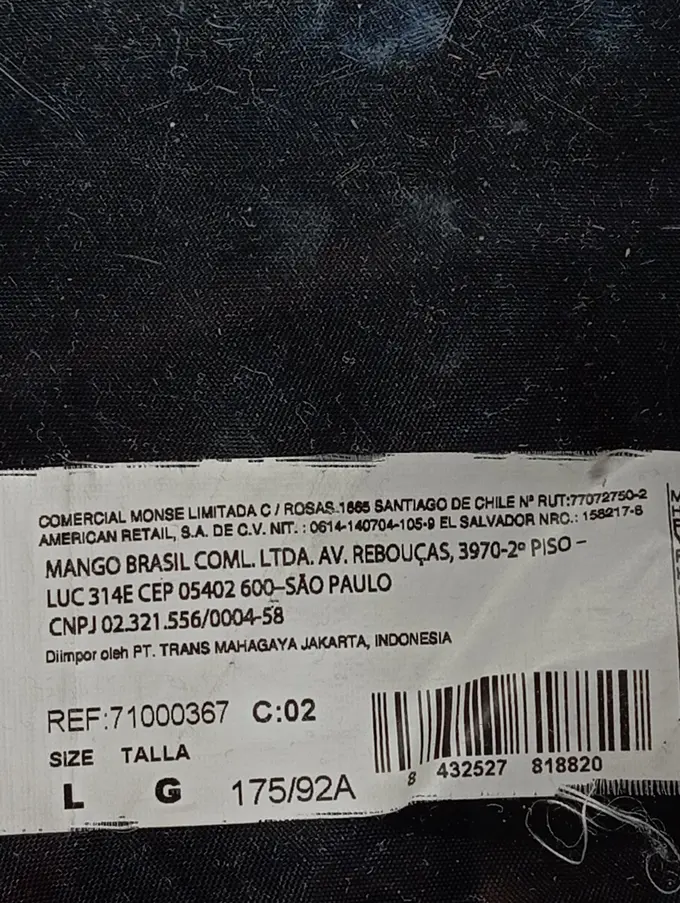 COMERCIAL MONSE LIMITADA C / ROSAS.1665 SANTIAGO DE CHILE Nº RUT:77072750-2
AMERICAN RETAIL, S.A. DE C.V. NIT. : 0614-140704-105-9 EL SALVADOR NRC.: 158217-6
MANGO BRASIL COML. LTDA. AV. REBOUÇAS, 3970-2º PISO –
LUC 314E CEP 05402 600–SÃO PAULO
CNPJ 02.321.556/0004-58
Diimpor oleh PT. TRANS MAHAGAYA JAKARTA, INDONESIA
REF:71000367 C:02
SIZE TALLA
L G 175/92A
8 432527 818820